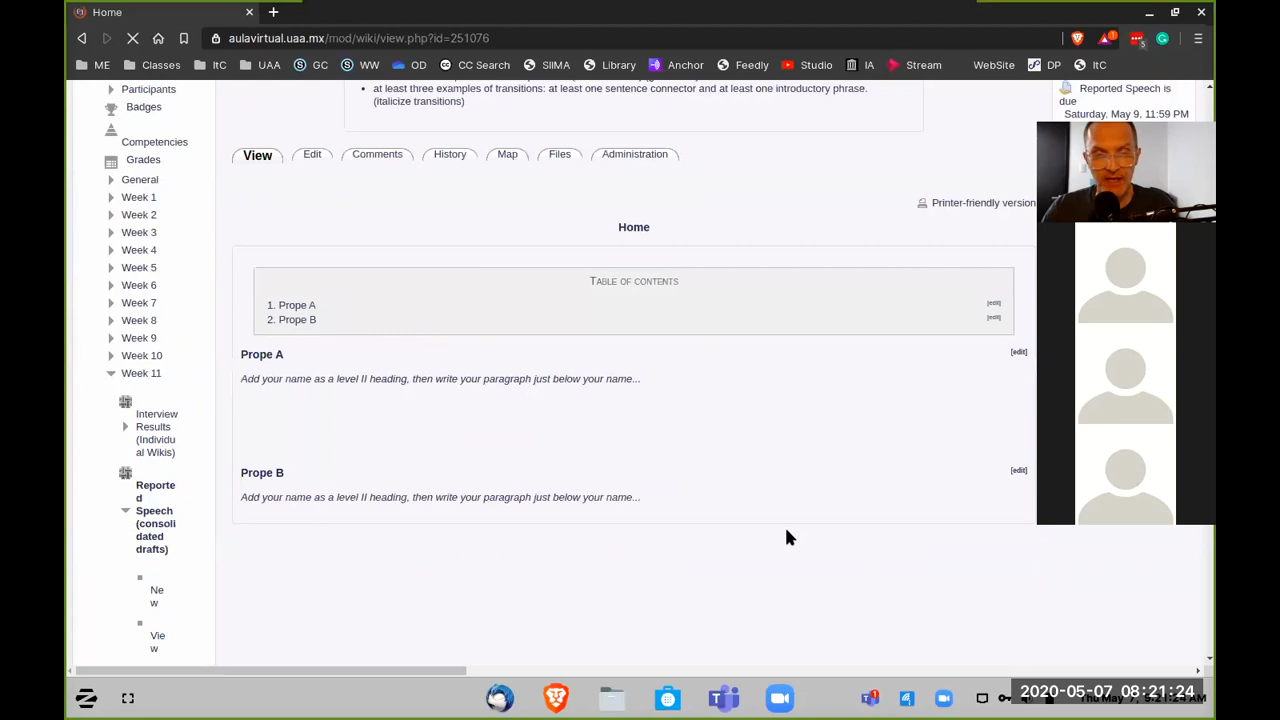 Home
aulavirtual.uaa.mx/mod/wiki/view.php?id=251076
ME Classes ItC UAA GC WW OD CC Search SIIMA Library Anchor Feedly Studio IA Stream WebSite DP ItC
Participants
Badges
Competencies
Grades
General
Week 1
Week 2
Week 3
Week 4
Week 5
Week 6
Week 7
Week 8
Week 9
Week 10
Week 11
Interview
Results
(Individu
al Wikis)
Reporte
d
Speech
(consoli
dated
drafts)
Ne
w
Vie
w
at least three examples of transitions: at least one sentence connector and at least one introductory phrase.
(italicize transitions)
View Edit Comments History Map Files Administration
Printer-friendly version
Home
Table of contents
1. Prope A [edit]
2. Prope B [edit]
Prope A [edit]
Add your name as a level II heading, then write your paragraph just below your name...
Prope B [edit]
Add your name as a level II heading, then write your paragraph just below your name...
Reported Speech is
due
Saturday, May 9, 11:59 PM
2020-05-07 08:21:24